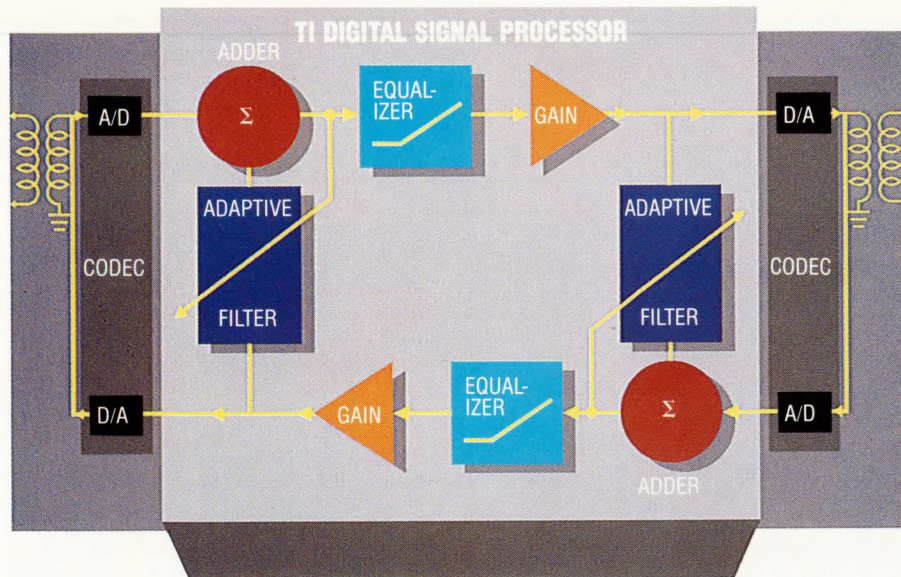 TI DIGITAL SIGNAL PROCESSOR
ADDER
A/D
Σ
EQUAL-
IZER
GAIN
D/A
ADAPTIVE
FILTER
CODEC
ADAPTIVE
FILTER
CODEC
D/A
GAIN
EQUAL-
IZER
Σ
A/D
ADDER